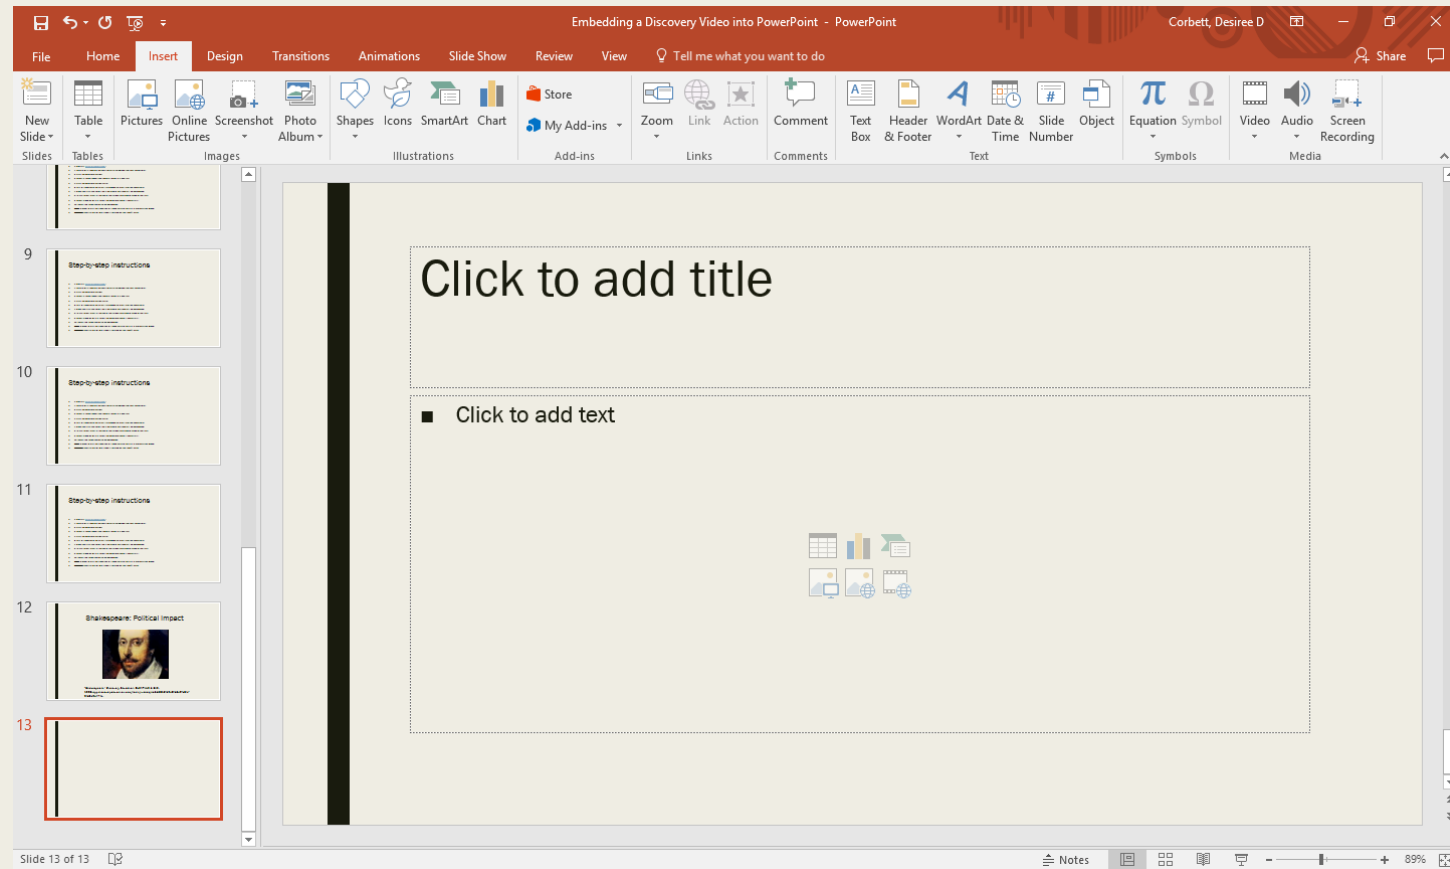 Embedding a Discovery Video into PowerPoint - PowerPoint
Corbett, Desiree D
File Home Insert Design Transitions Animations Slide Show Review View Tell me what you want to do
Share
New Slide
Table
Pictures
Online Pictures
Screenshot
Photo Album
Shapes
Icons
SmartArt
Chart
Store
My Add-ins
Zoom
Link
Action
Comment
Text Box
Header & Footer
WordArt
Date & Time
Slide Number
# 
Object
Equation
Symbol
Video
Audio
Screen Recording
Slides Tables Images Illustrations Add-ins Links Comments Text Symbols Media
9
Step-by-step instructions
10
Step-by-step instructions
11
Step-by-step instructions
12
Shakespeare: Political Impact
13
Click to add title
Click to add text
Slide 13 of 13
Notes
89%